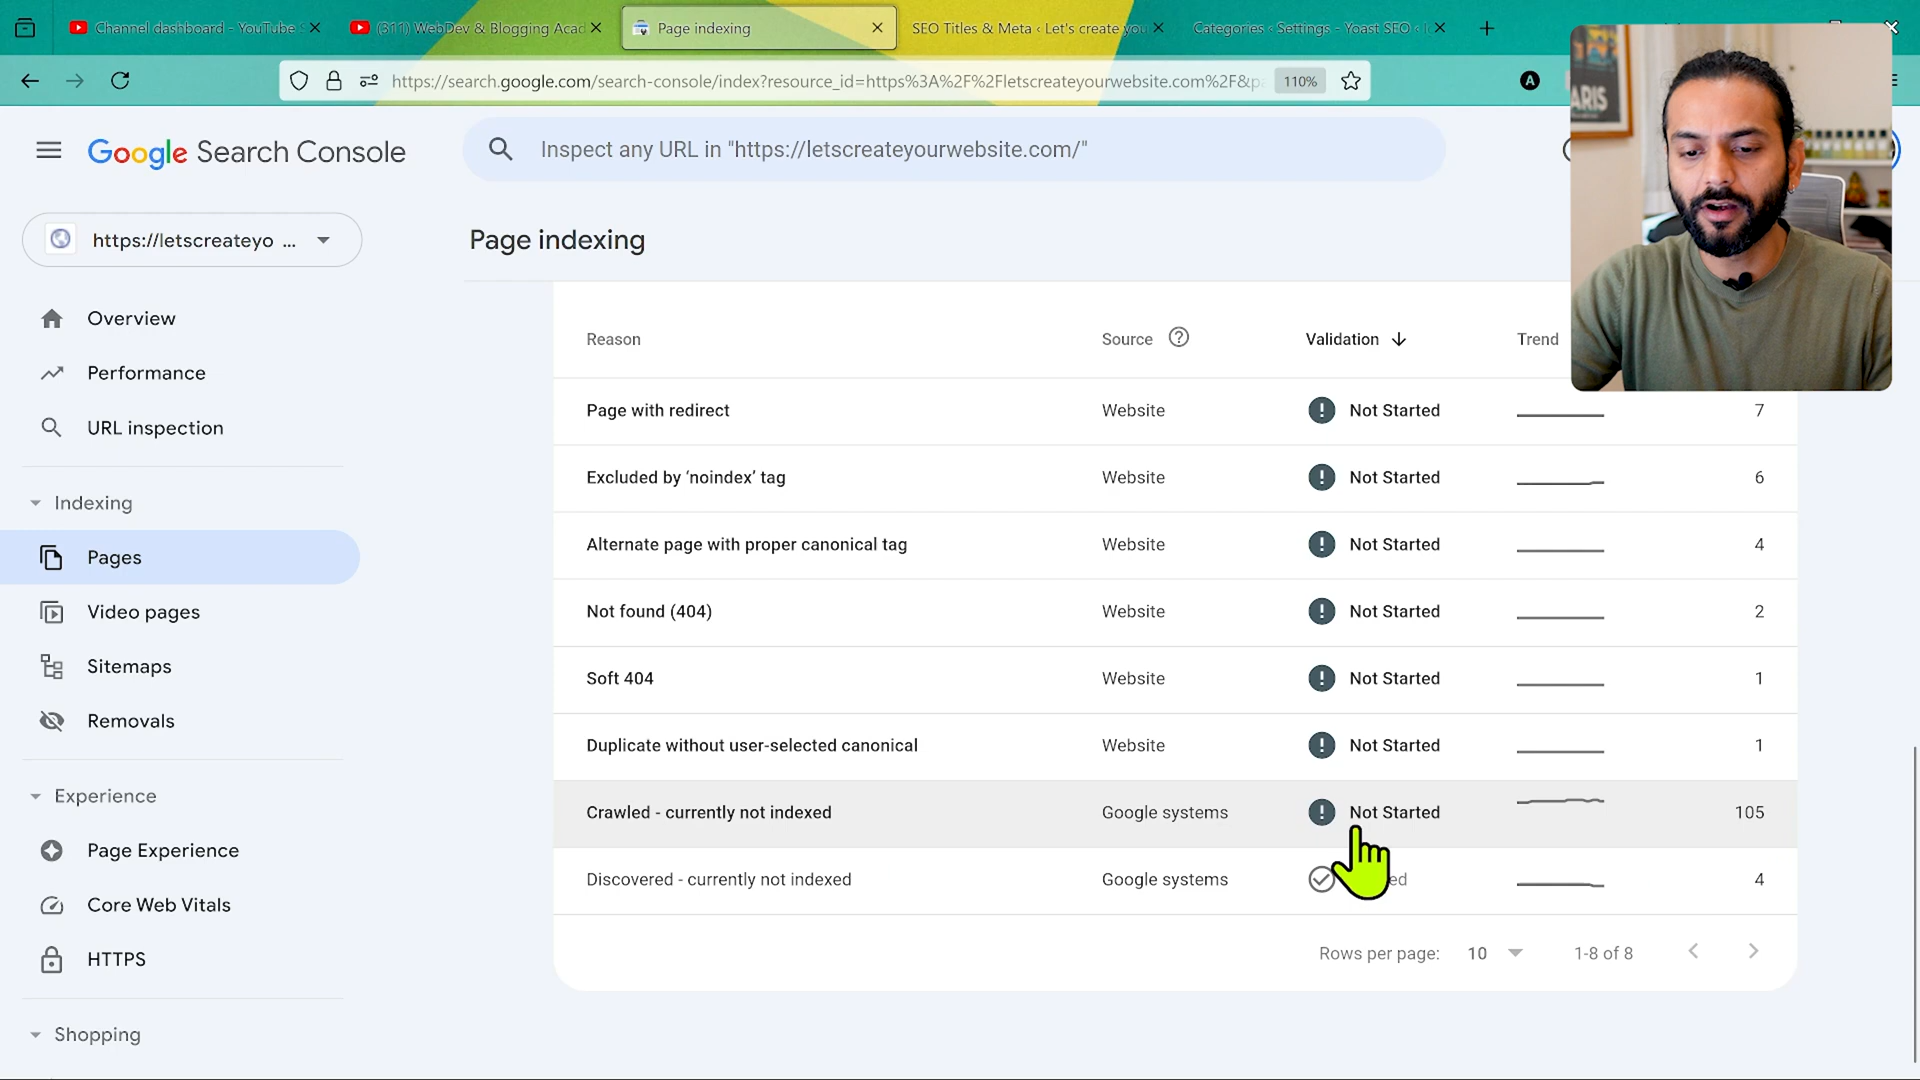 Channel dashboard - YouTube S
(311) WebDev & Blogging Acad
Page indexing
SEO Titles & Meta ‹ Let's create you
Categories ‹ Settings - Yoast SEO ‹
https://search.google.com/search-console/index?resource_id=https%3A%2F%2Fletscreateyourwebsite.com%2F&p
110%
A
Google Search Console
Inspect any URL in "https://letscreateyourwebsite.com/"
ARIS
https://letscreateyo ...
Page indexing
Overview
Performance
URL inspection
Indexing
Pages
Video pages
Sitemaps
Removals
Experience
Page Experience
Core Web Vitals
HTTPS
Shopping
Reason Source Validation Trend
Page with redirect Website Not Started 7
Excluded by ‘noindex’ tag Website Not Started 6
Alternate page with proper canonical tag Website Not Started 4
Not found (404) Website Not Started 2
Soft 404 Website Not Started 1
Duplicate without user-selected canonical Website Not Started 1
Crawled - currently not indexed Google systems Not Started 105
Discovered - currently not indexed Google systems 4
Rows per page: 10 1-8 of 8